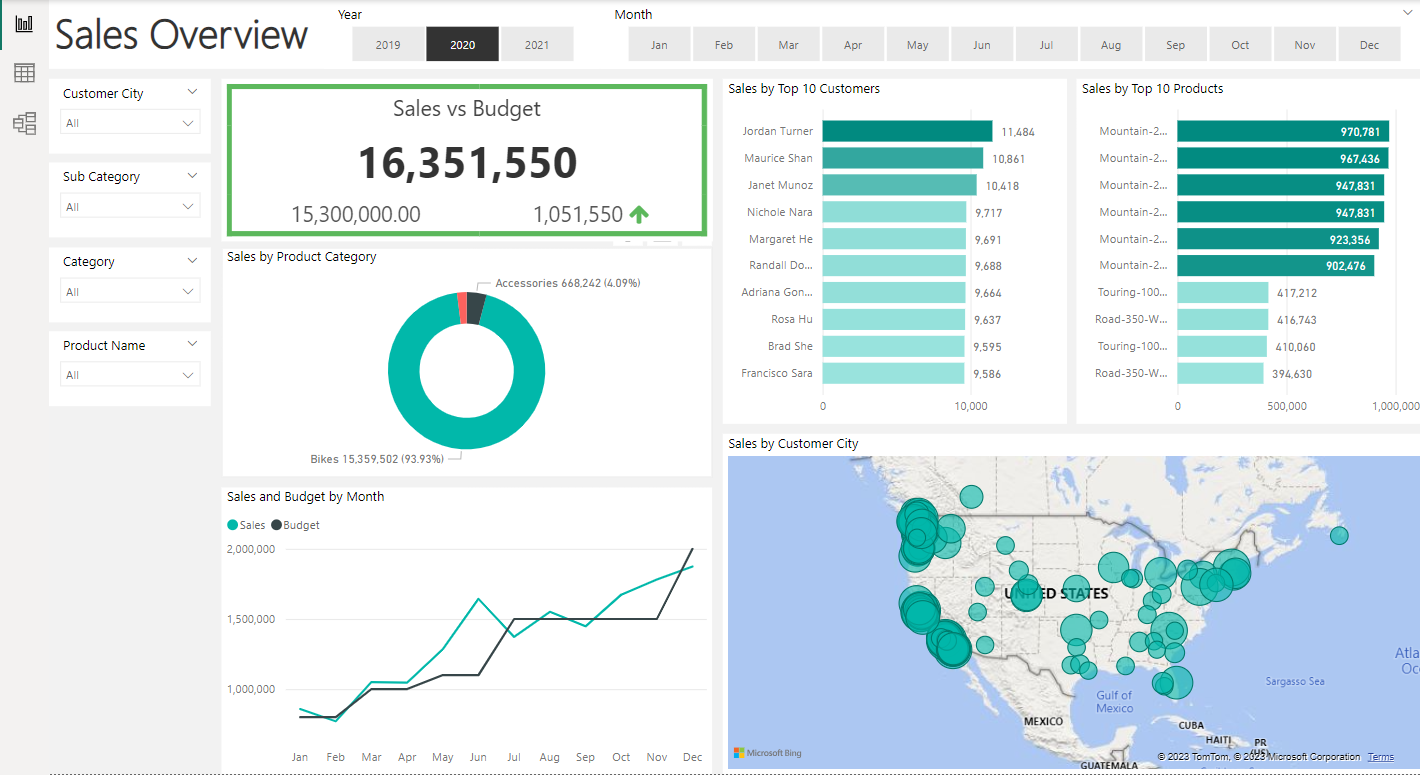 Sales Overview
Year
2019 2020 2021
Month
Jan Feb Mar Apr May Jun Jul Aug Sep Oct Nov Dec
Customer City
All
Sub Category
All
Category
All
Product Name
All
Sales vs Budget
16,351,550
15,300,000.00 1,051,550
Sales by Product Category
Accessories 668,242 (4.09%)
Bikes 15,359,502 (93.93%)
Sales and Budget by Month
Sales Budget
2,000,000
1,500,000
1,000,000
Jan Feb Mar Apr May Jun Jul Aug Sep Oct Nov Dec
Sales by Top 10 Customers
Jordan Turner 11,484
Maurice Shan 10,861
Janet Munoz 10,418
Nichole Nara 9,717
Margaret He 9,691
Randall Do... 9,688
Adriana Gon... 9,664
Rosa Hu 9,637
Brad She 9,595
Francisco Sara 9,586
0 10,000
Sales by Top 10 Products
Mountain-2... 970,781
Mountain-2... 967,436
Mountain-2... 947,831
Mountain-2... 947,831
Mountain-2... 923,356
Mountain-2... 902,476
Touring-100... 417,212
Road-350-W... 416,743
Touring-100... 410,060
Road-350-W... 394,630
0 500,000 1,000,000
Sales by Customer City
UNITED STATES
Atla
Oc
Sargasso Sea
Gulf of
Mexico
MEXICO
CUBA
HAITI
PR
(US)
GUATEMALA
Microsoft Bing
© 2023 TomTom, © 2023 Microsoft Corporation Terms